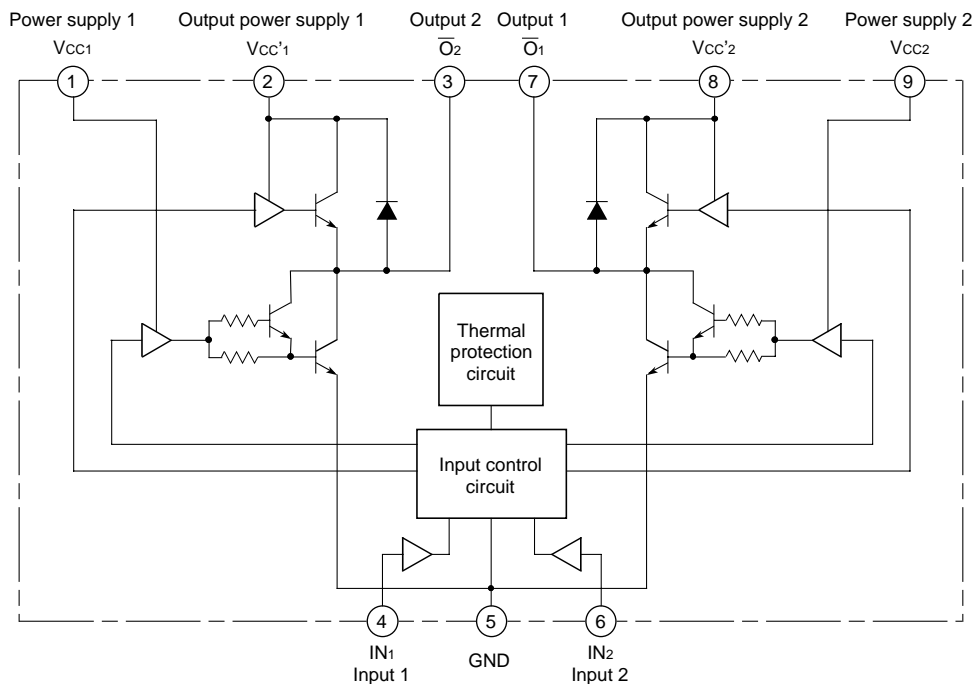 Power supply 1
Output power supply 1
Output 2
Output 1
Output power supply 2
Power supply 2
VCC1
VCC'1
O̅2
O̅1
VCC'2
VCC2
1
2
3
7
8
9
Thermal
protection
circuit
Input control
circuit
4
5
6
IN1
GND
IN2
Input 1
Input 2